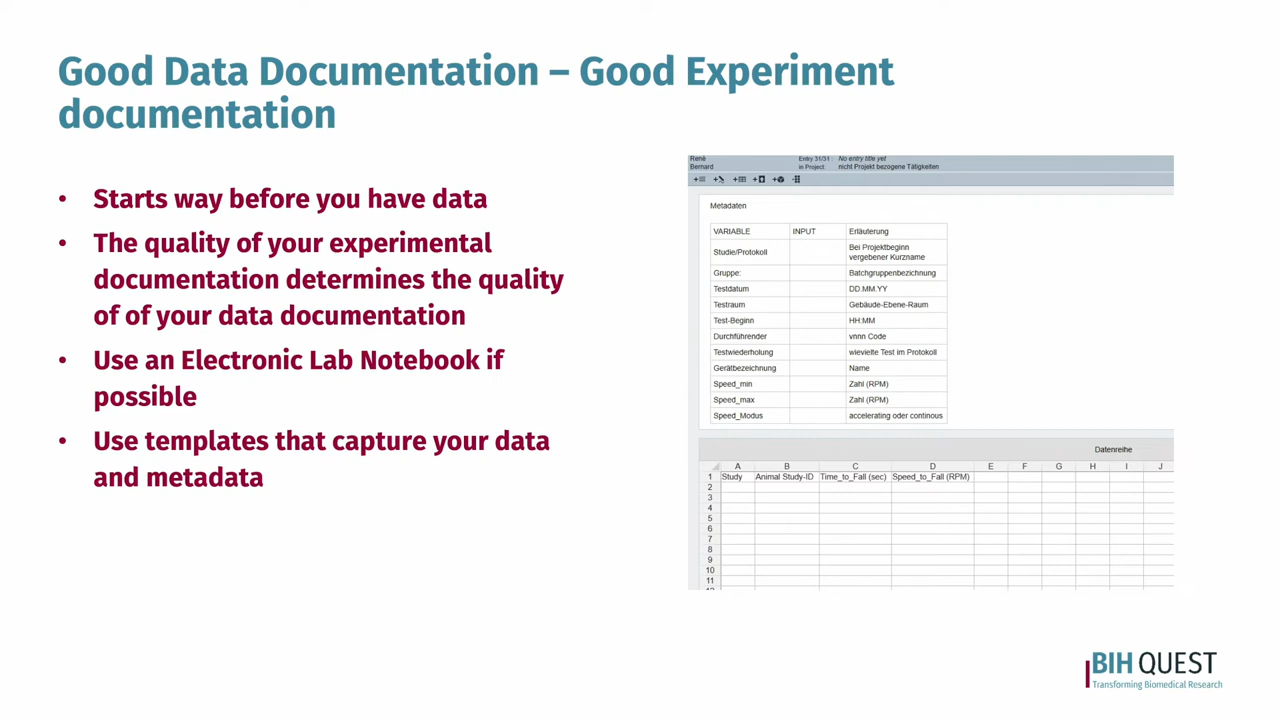 Good Data Documentation – Good Experiment
documentation
• Starts way before you have data
• The quality of your experimental
documentation determines the quality
of of your data documentation
• Use an Electronic Lab Notebook if
possible
• Use templates that capture your data
and metadata
Renè
Bernard
Entry 31/31 : No entry title yet
in Project: nicht Projekt bezogene Tätigkeiten
Metadaten
VARIABLE INPUT Erläuterung
Studie/Protokoll Bei Projektbeginn
vergebener Kurzname
Gruppe: Batchgruppenbezeichnung
Testdatum DD.MM.YY
Testraum Gebäude-Ebene-Raum
Test-Beginn HH:MM
Durchführender vnnn Code
Testwiederholung wievielte Test im Protokoll
Gerätbezeichnung Name
Speed_min Zahl (RPM)
Speed_max Zahl (RPM)
Speed_Modus accelerating oder continous
Datenreihe
A B C D E F G H I J
1 Study Animal Study-ID Time_to_Fall (sec) Speed_to_Fall (RPM)
2
3
4
5
6
7
8
9
10
11
BIH QUEST
Transforming Biomedical Research